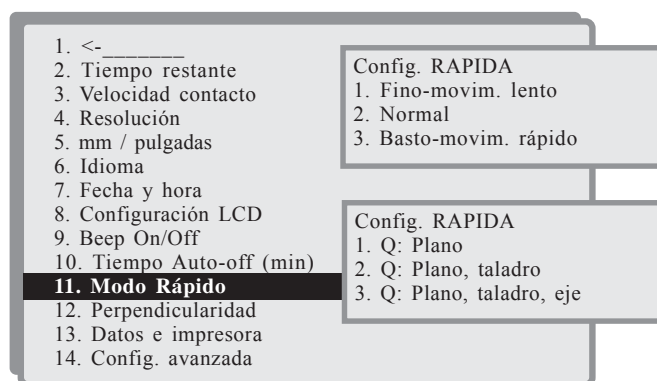 1. <-_______
2. Tiempo restante
3. Velocidad contacto
4. Resolución
5. mm / pulgadas
6. Idioma
7. Fecha y hora
8. Configuración LCD
9. Beep On/Off
10. Tiempo Auto-off (min)
11. Modo Rápido
12. Perpendicularidad
13. Datos e impresora
14. Config. avanzada
Config. RAPIDA
1. Fino-movim. lento
2. Normal
3. Basto-movim. rápido
Config. RAPIDA
1. Q: Plano
2. Q: Plano, taladro
3. Q: Plano, taladro, eje